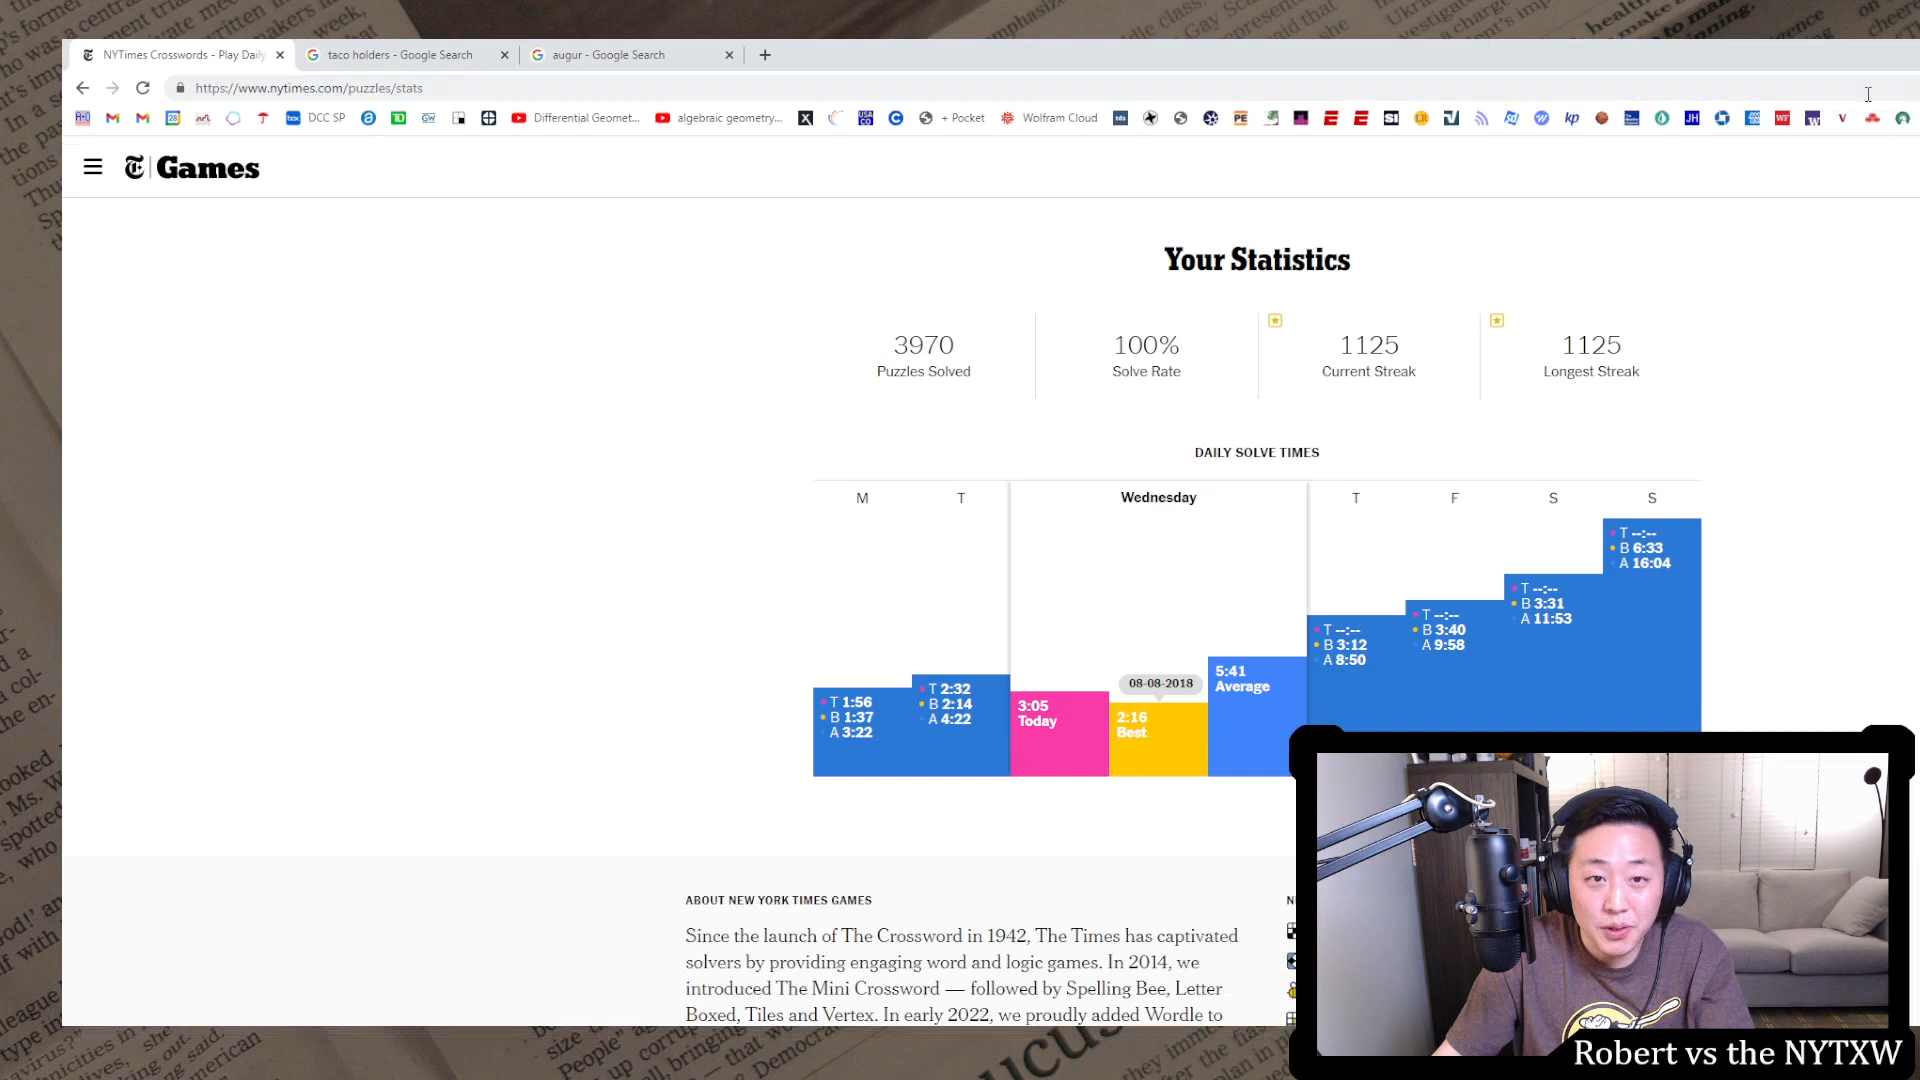 NYTimes Crosswords - Play Daily
taco holders - Google Search
augur - Google Search
https://www.nytimes.com/puzzles/stats
DCC SP
Differential Geomet...
algebraic geometry...
+ Pocket
Wolfram Cloud
Games
Your Statistics
3970
Puzzles Solved
100%
Solve Rate
1125
Current Streak
1125
Longest Streak
DAILY SOLVE TIMES
M
T
Wednesday
T
F
S
S
T 1:56
B 1:37
A 3:22
T 2:32
B 2:14
A 4:22
3:05
Today
08-08-2018
2:16
Best
5:41
Average
T --:--
B 3:12
A 8:50
T --:--
B 3:40
A 9:58
T --:--
B 3:31
A 11:53
T --:--
B 6:33
A 16:04
ABOUT NEW YORK TIMES GAMES
Since the launch of The Crossword in 1942, The Times has captivated
solvers by providing engaging word and logic games. In 2014, we
introduced The Mini Crossword — followed by Spelling Bee, Letter
Boxed, Tiles and Vertex. In early 2022, we proudly added Wordle to
Robert vs the NYTXW